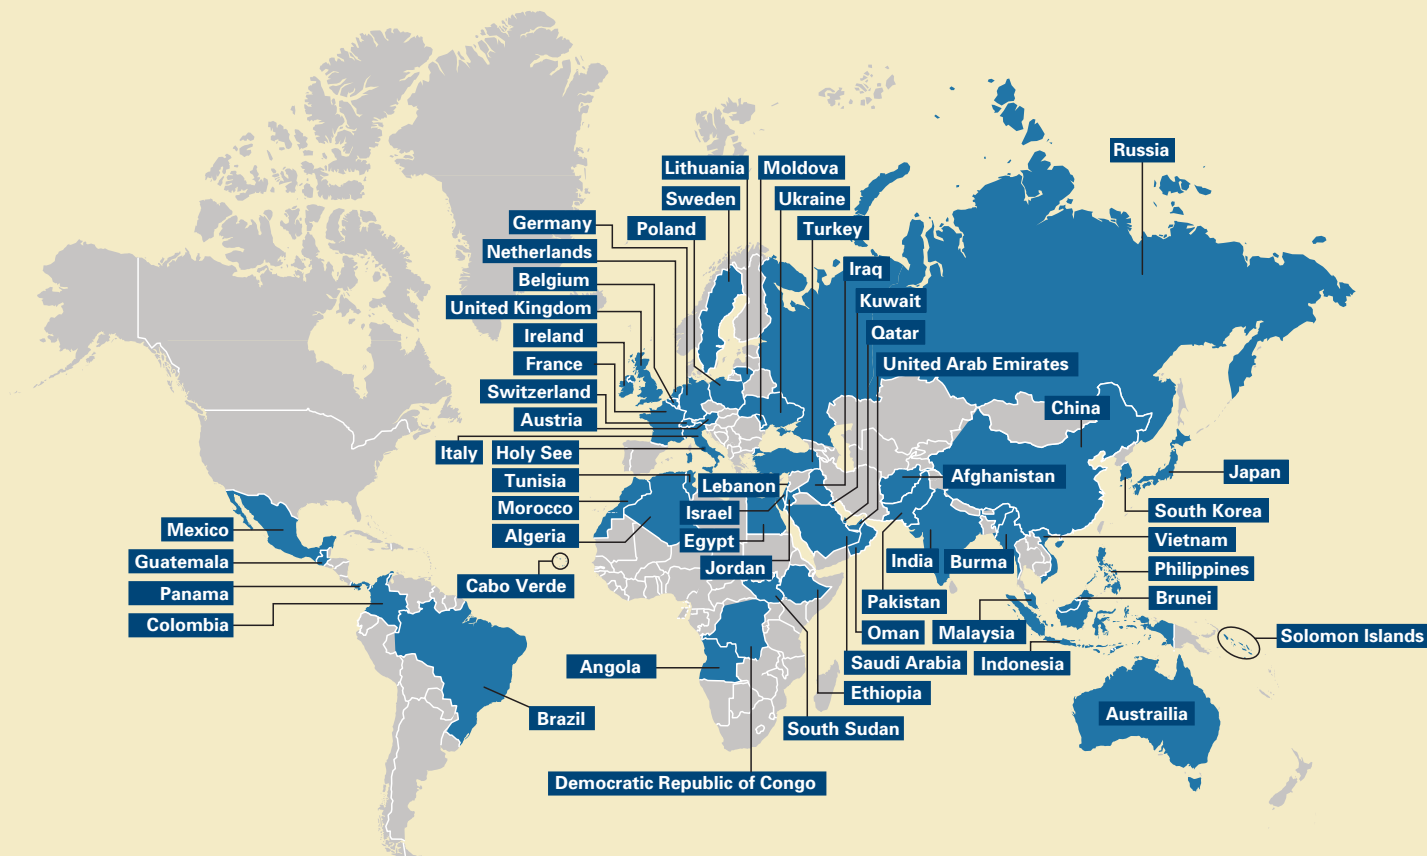 Russia
Lithuania
Moldova
Sweden
Ukraine
Germany
Poland
Turkey
Netherlands
Iraq
Belgium
Kuwait
United Kingdom
Qatar
Ireland
France
United Arab Emirates
Switzerland
China
Austria
Italy
Holy See
Japan
Tunisia
Lebanon
Afghanistan
Morocco
Israel
South Korea
Mexico
Algeria
Egypt
Vietnam
Guatemala
Jordan
India
Burma
Philippines
Cabo Verde
Panama
Pakistan
Brunei
Colombia
Oman
Malaysia
Solomon Islands
Angola
Saudi Arabia
Indonesia
Ethiopia
Brazil
South Sudan
Austrailia
Democratic Republic of Congo